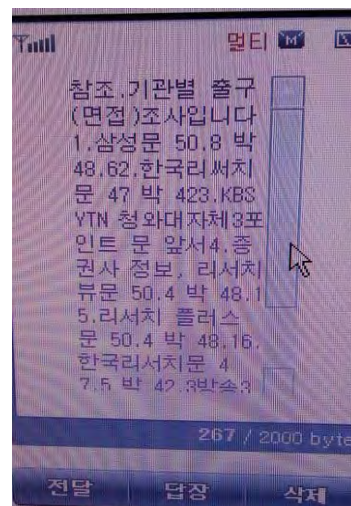 멀티
참조.기관별 출구
(면접)조사입니다
1.삼성문 50.8 박
48.62.한국리써치
문 47 박 423.KBS
YTN 청와대자체3포
인트 문 앞서4.증
권사 정보, 리서치
뷰문 50.4 박 48.1
5.리서치 플러스
문 50.4 박 48.16.
한국리서치문 4
7.5 박 42.3방송3
267 / 2000 byte
전달 답장 삭제